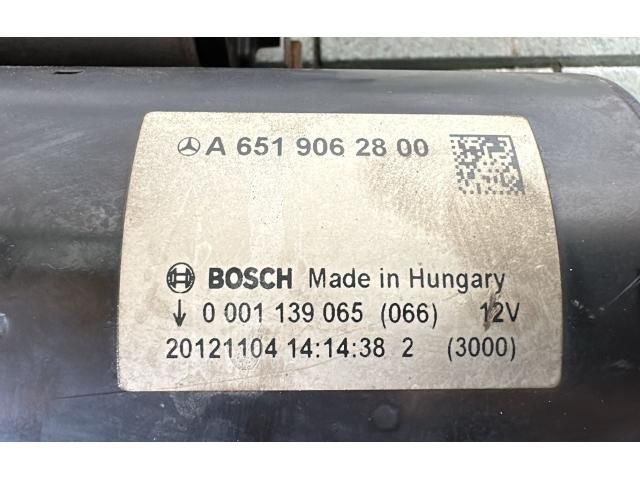 A 651 906 28 00
BOSCH Made in Hungary
↓ 0 001 139 065 (066) 12V
20121104 14:14:38 2 (3000)